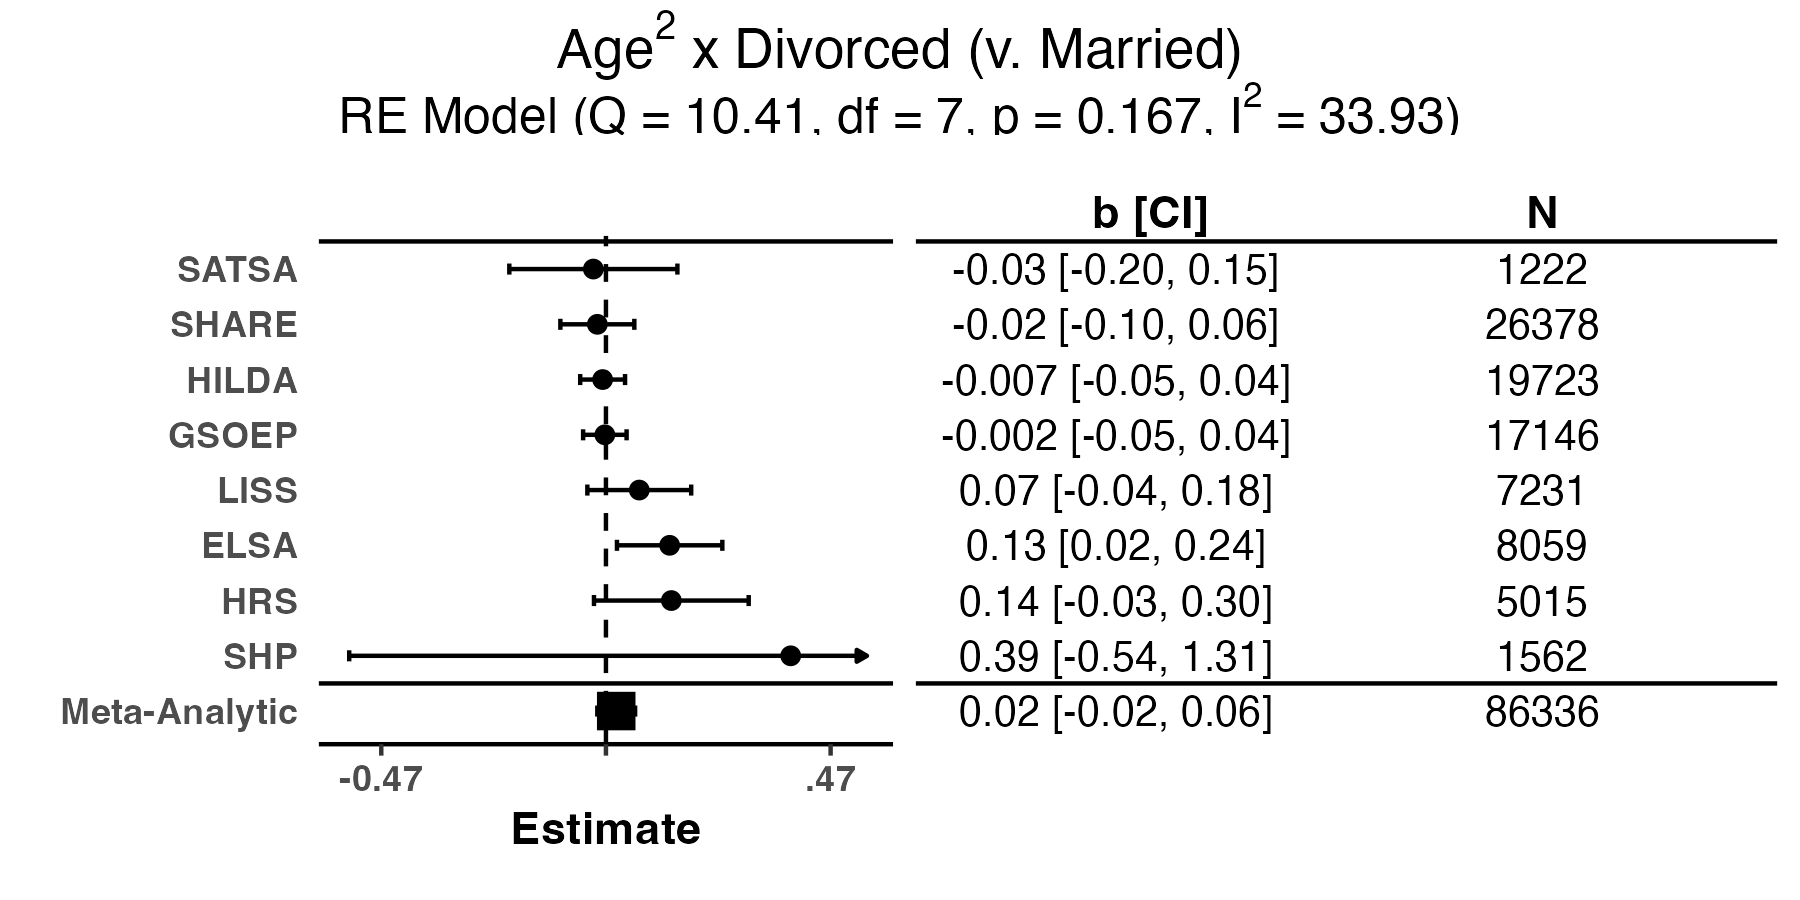 Age² x Divorced (v. Married)
RE Model (Q = 10.41, df = 7, p = 0.167, I² = 33.93)
b [CI] N
SATSA -0.03 [-0.20, 0.15] 1222
SHARE -0.02 [-0.10, 0.06] 26378
HILDA -0.007 [-0.05, 0.04] 19723
GSOEP -0.002 [-0.05, 0.04] 17146
LISS 0.07 [-0.04, 0.18] 7231
ELSA 0.13 [0.02, 0.24] 8059
HRS 0.14 [-0.03, 0.30] 5015
SHP 0.39 [-0.54, 1.31] 1562
Meta-Analytic 0.02 [-0.02, 0.06] 86336
-0.47 .47
Estimate